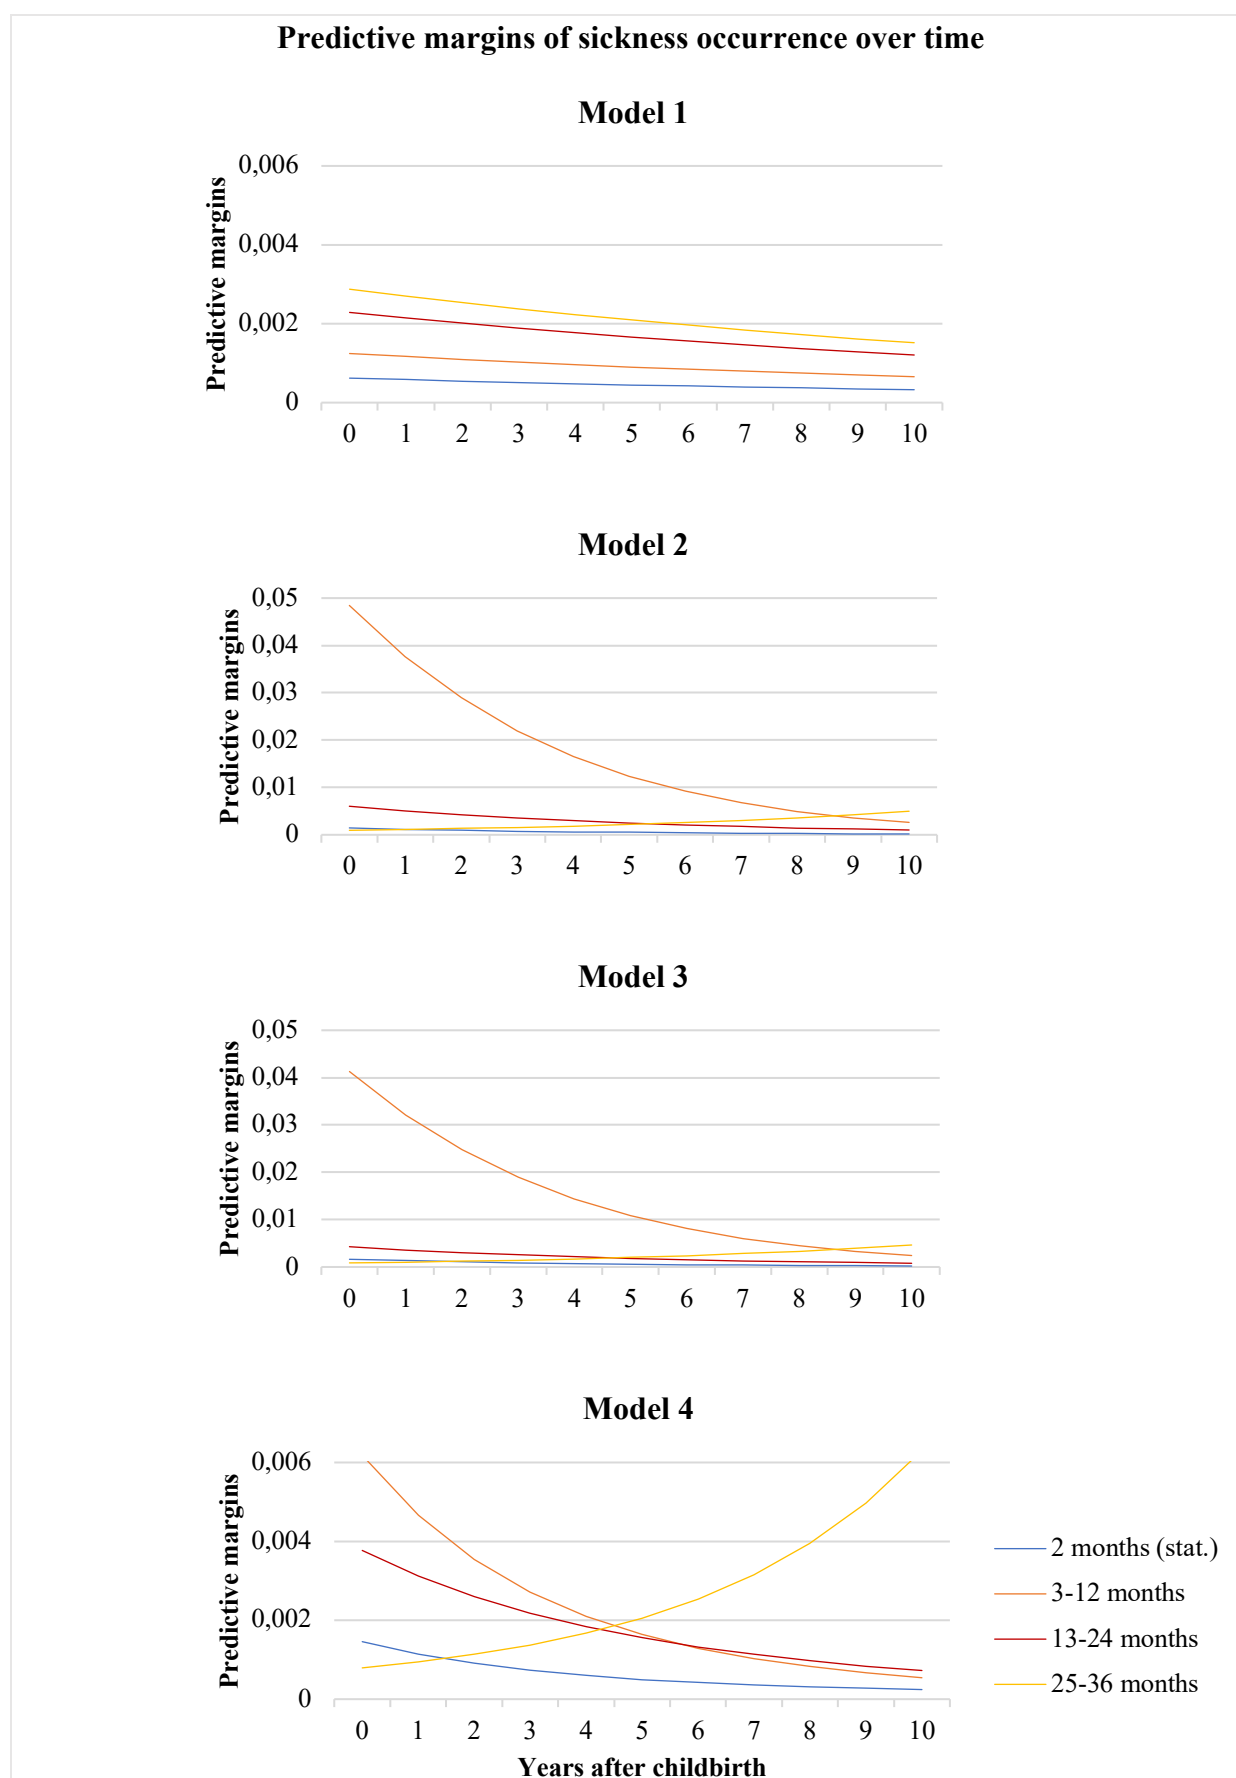 Predictive margins of sickness occurrence over time
Model 1
Predictive margins
0,006
0,004
0,002
0
0 1 2 3 4 5 6 7 8 9 10
Model 2
Predictive margins
0,05
0,04
0,03
0,02
0,01
0
0 1 2 3 4 5 6 7 8 9 10
Model 3
Predictive margins
0,05
0,04
0,03
0,02
0,01
0
0 1 2 3 4 5 6 7 8 9 10
Model 4
Predictive margins
0,006
0,004
0,002
0
0 1 2 3 4 5 6 7 8 9 10
Years after childbirth
2 months (stat.)
3-12 months
13-24 months
25-36 months